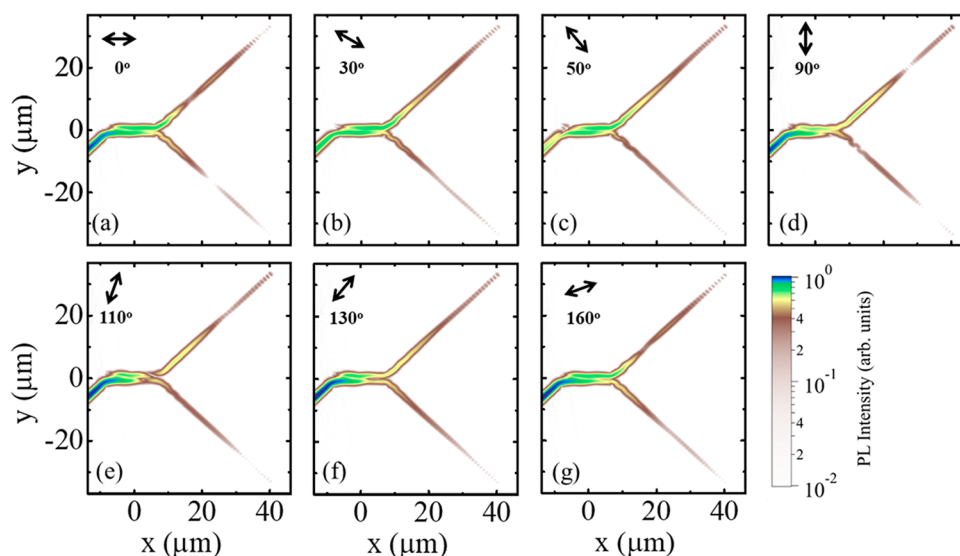 0°
30°
50°
90°
20
0
-20
y (μm)
(a)
(b)
(c)
(d)
110°
130°
160°
20
0
-20
y (μm)
(e)
(f)
(g)
0 20 40
0 20 40
0 20 40
x (μm)
x (μm)
x (μm)
10⁰
4
2
10⁻¹
4
2
10⁻²
PL Intensity (arb. units)